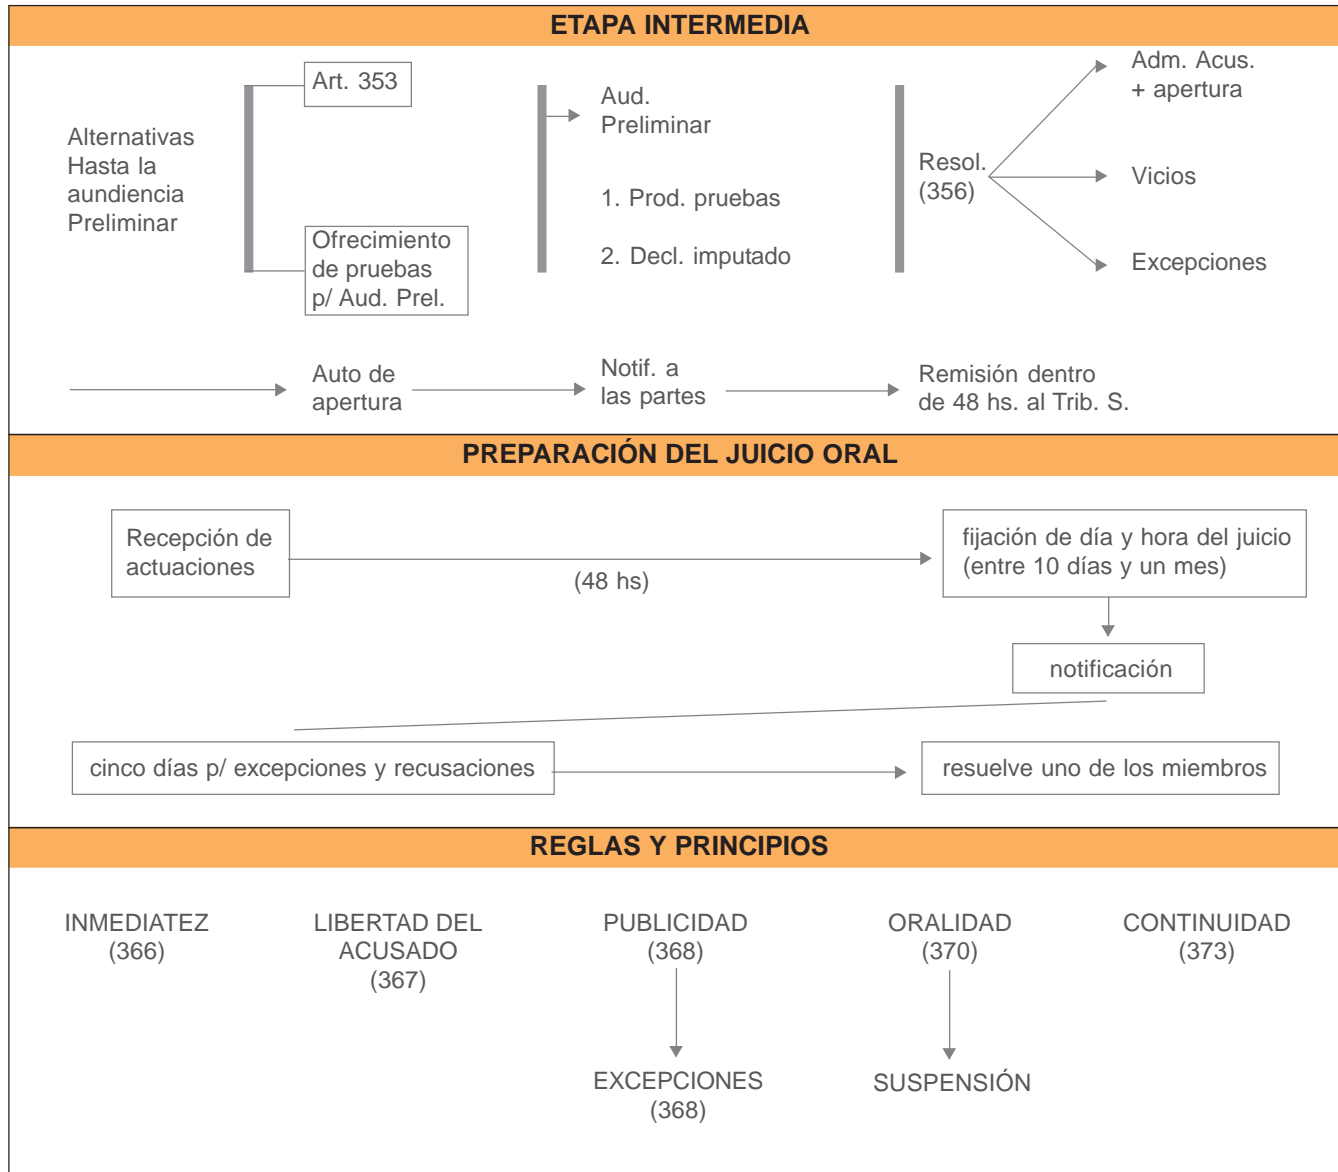 ETAPA INTERMEDIA
Alternativas
Hasta la
aundiencia
Preliminar
Art. 353
Ofrecimiento
de pruebas
p/ Aud. Prel.
Aud.
Preliminar
1. Prod. pruebas
2. Decl. imputado
Resol.
(356)
Adm. Acus.
+ apertura
Vicios
Excepciones
Auto de
apertura
Notif. a
las partes
Remisión dentro
de 48 hs. al Trib. S.
PREPARACIÓN DEL JUICIO ORAL
Recepción de
actuaciones
(48 hs)
fijación de día y hora del juicio
(entre 10 días y un mes)
notificación
cinco días p/ excepciones y recusaciones
resuelve uno de los miembros
REGLAS Y PRINCIPIOS
INMEDIATEZ
(366)
LIBERTAD DEL
ACUSADO
(367)
PUBLICIDAD
(368)
ORALIDAD
(370)
CONTINUIDAD
(373)
EXCEPCIONES
(368)
SUSPENSIÓN